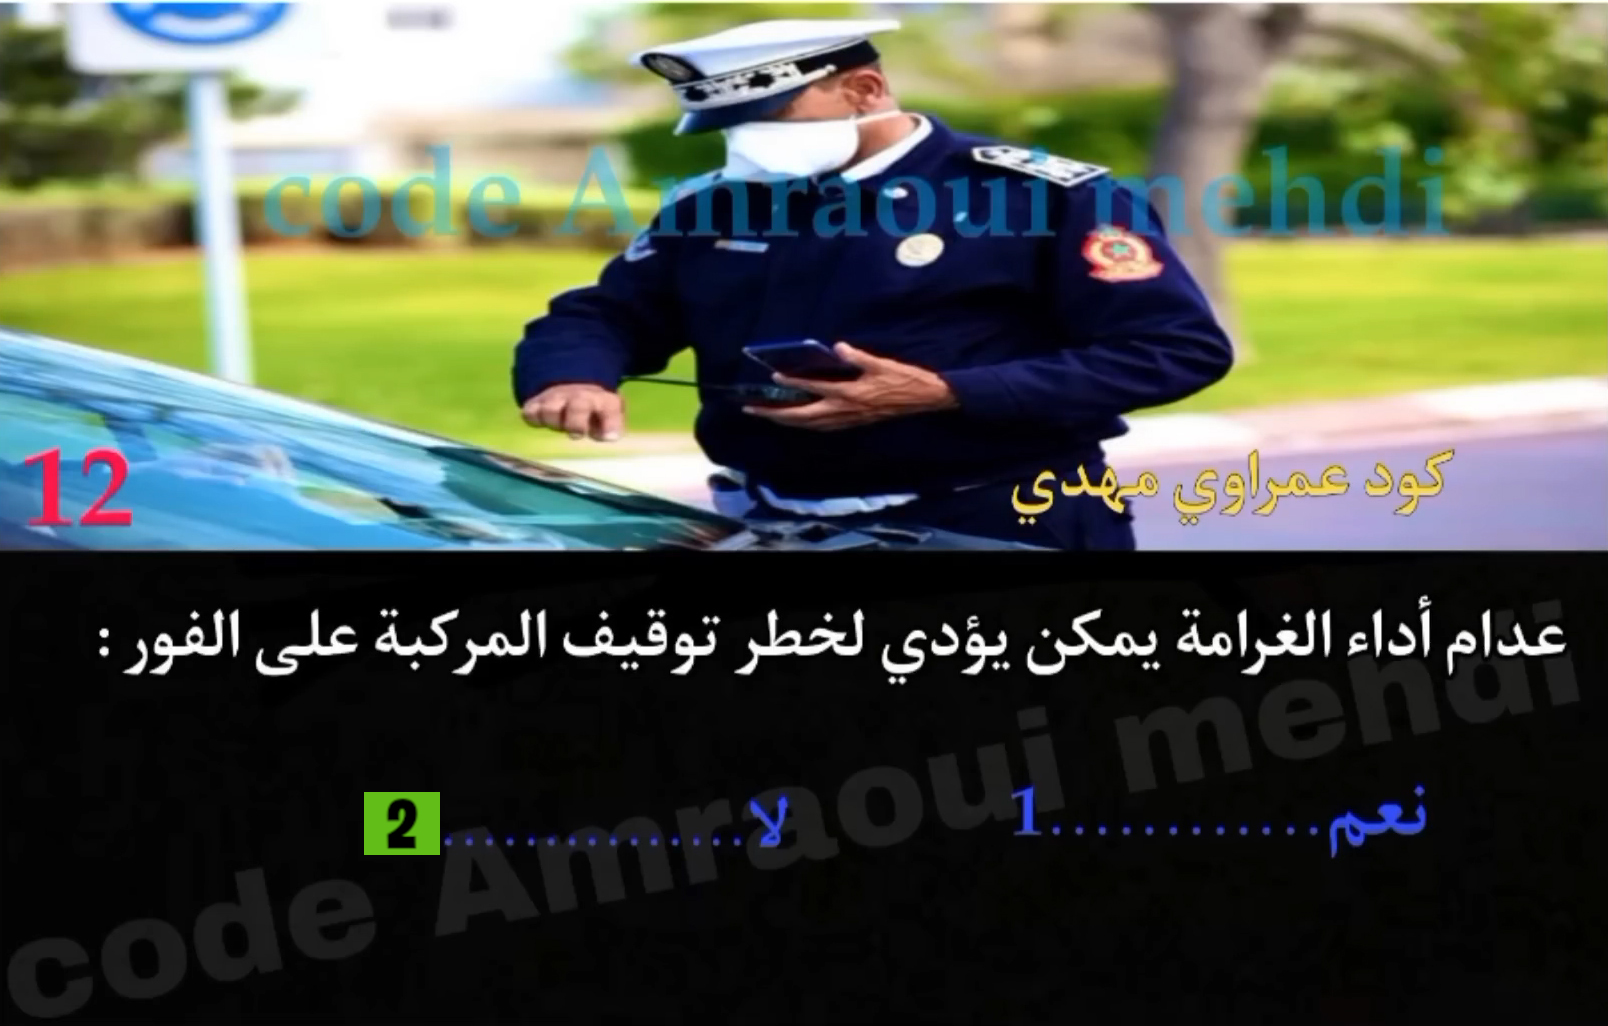 code Amraoui mehdi
كود عمراوي مهدي
12
عدام أداء الغرامة يمكن يؤدي لخطر توقيف المركبة على الفور :
نعم............1
لا...............2
code Amraoui mehdi